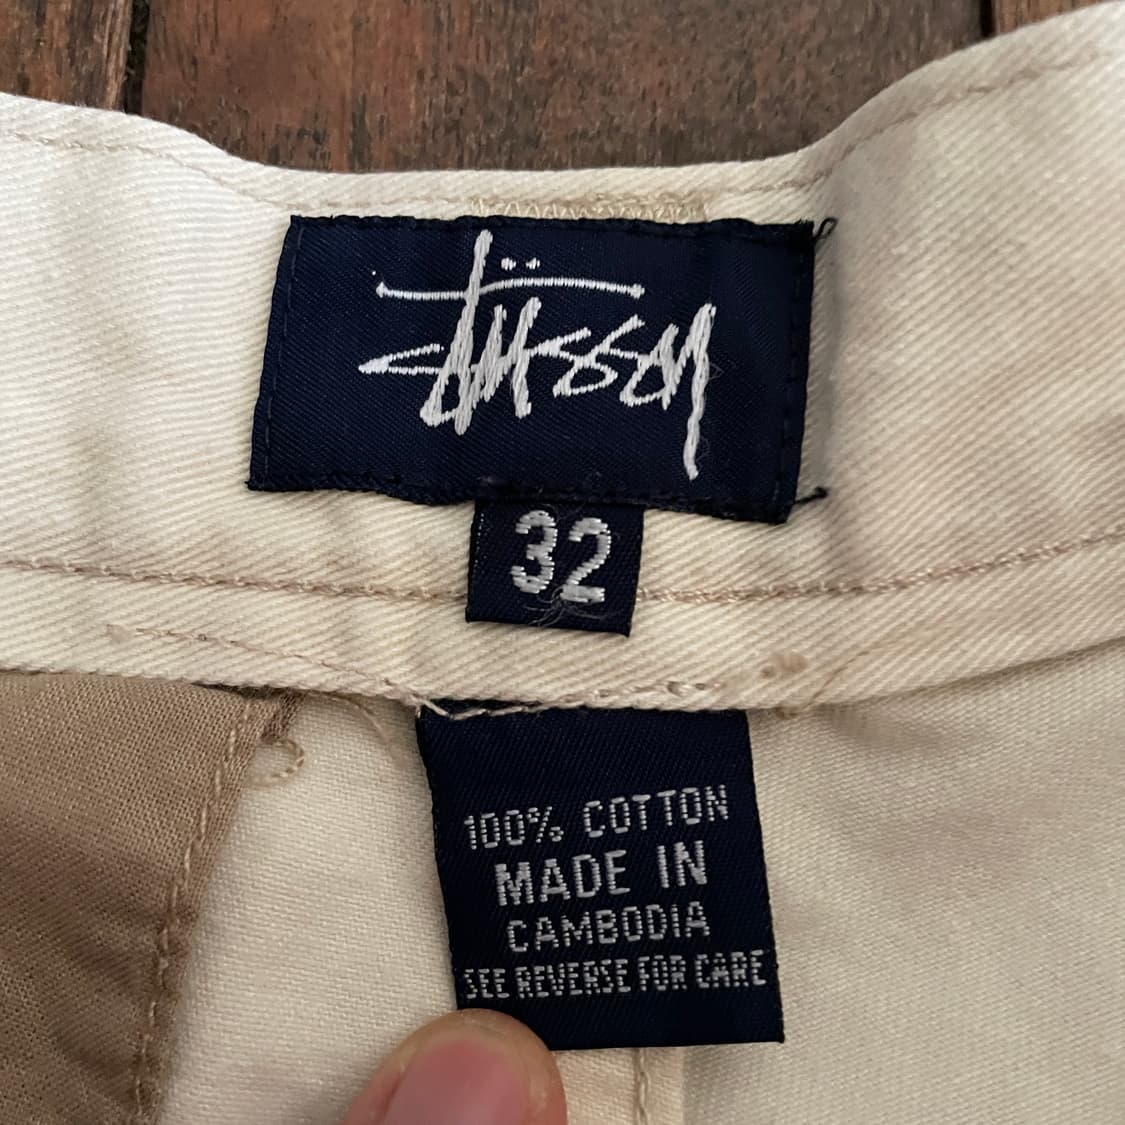 Stüssy
32
100% COTTON
MADE IN
CAMBODIA
SEE REVERSE FOR CARE